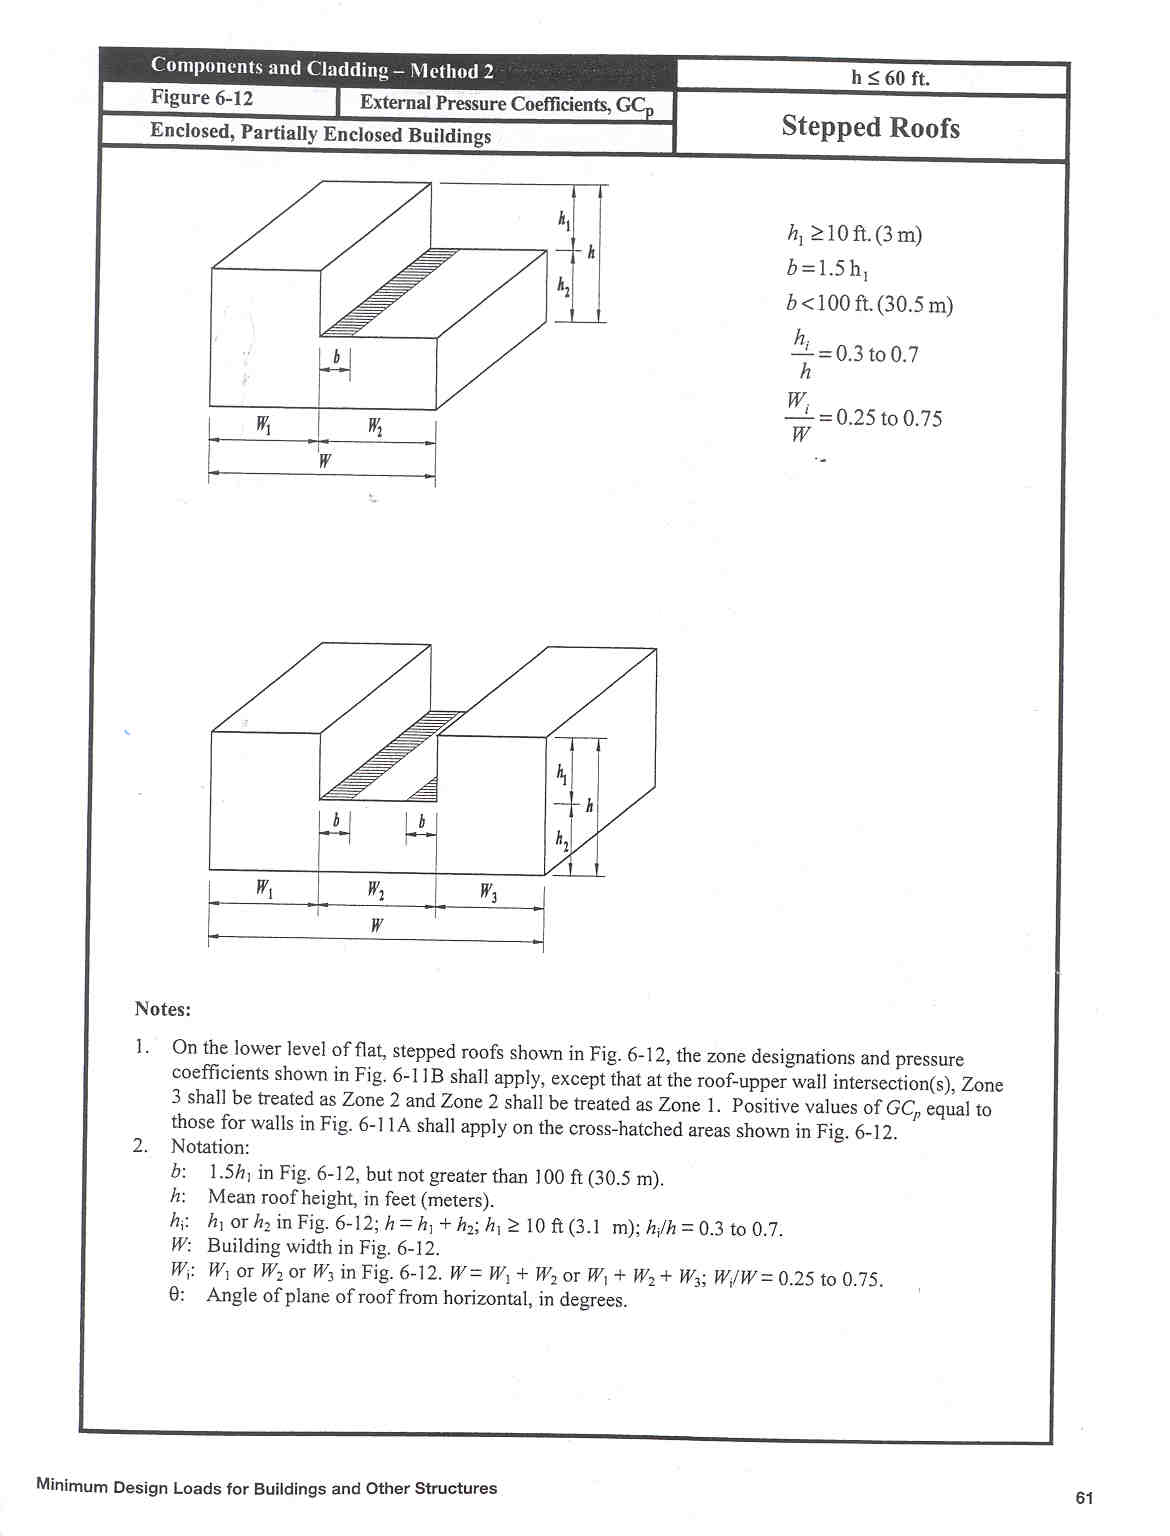 Components and Cladding – Method 2
h ≤ 60 ft.
Figure 6-12
External Pressure Coefficients, GCp
Stepped Roofs
Enclosed, Partially Enclosed Buildings
h1
h
h2
b
W1
W2
W
h1 ≥ 10 ft. (3 m)
b = 1.5 h1
b < 100 ft. (30.5 m)
hi/h = 0.3 to 0.7
Wi/W = 0.25 to 0.75
h1
h
h2
b
b
W1
W2
W3
W
Notes:
1. On the lower level of flat, stepped roofs shown in Fig. 6-12, the zone designations and pressure
coefficients shown in Fig. 6-11B shall apply, except that at the roof-upper wall intersection(s), Zone
3 shall be treated as Zone 2 and Zone 2 shall be treated as Zone 1. Positive values of GCp equal to
those for walls in Fig. 6-11A shall apply on the cross-hatched areas shown in Fig. 6-12.
2. Notation:
b: 1.5h1 in Fig. 6-12, but not greater than 100 ft (30.5 m).
h: Mean roof height, in feet (meters).
hi: h1 or h2 in Fig. 6-12; h = h1 + h2; h1 ≥ 10 ft (3.1 m); hi/h = 0.3 to 0.7.
W: Building width in Fig. 6-12.
Wi: W1 or W2 or W3 in Fig. 6-12. W = W1 + W2 or W1 + W2 + W3; Wi/W = 0.25 to 0.75.
θ: Angle of plane of roof from horizontal, in degrees.
Minimum Design Loads for Buildings and Other Structures
61